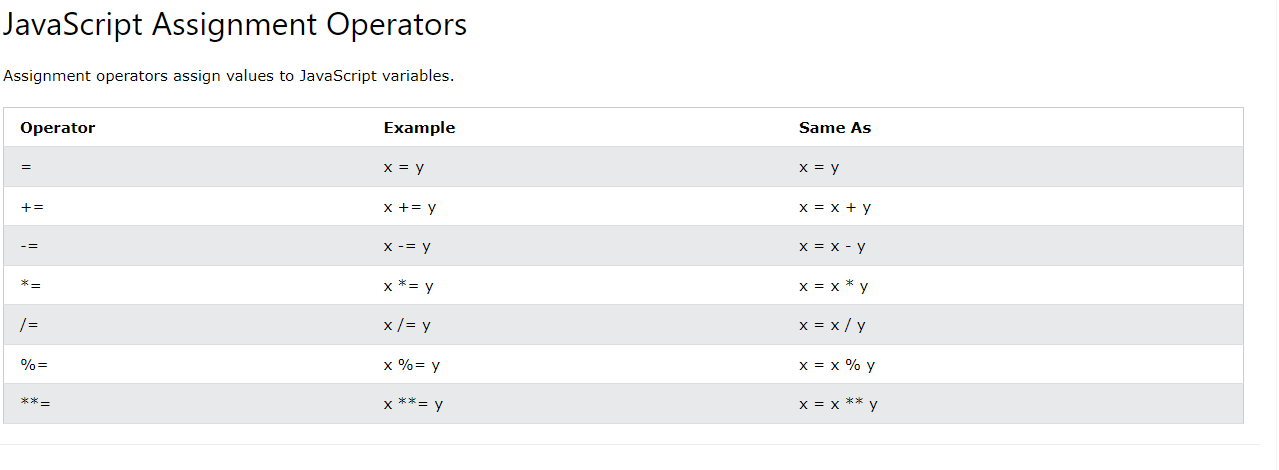 JavaScript Assignment Operators
Assignment operators assign values to JavaScript variables.
Operator Example Same As
= x = y x = y
+= x += y x = x + y
-= x -= y x = x - y
*= x *= y x = x * y
/= x /= y x = x / y
%= x %= y x = x % y
**= x **= y x = x ** y